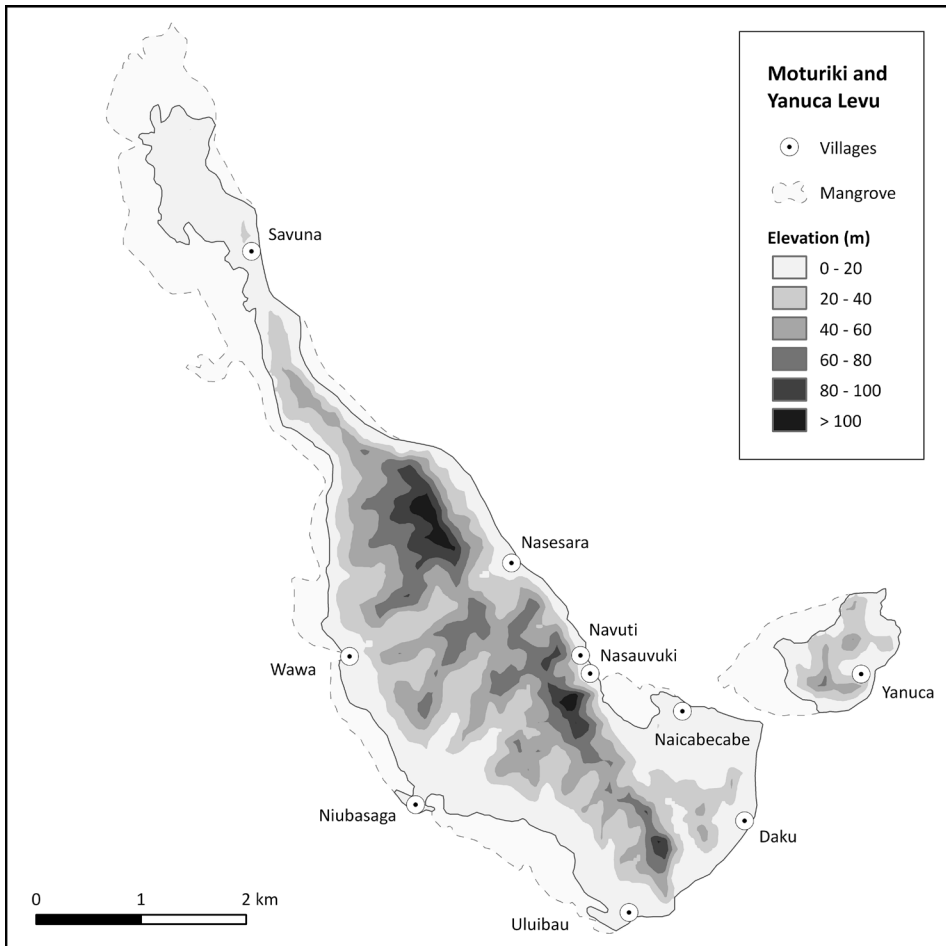 Moturiki and
Yanuca Levu
Villages
Mangrove
Elevation (m)
0 - 20
20 - 40
40 - 60
60 - 80
80 - 100
> 100
Savuna
Nasesara
Navuti
Nasauvuki
Wawa
Yanuca
Naicabecabe
Niubasaga
Daku
Uluibau
0 1 2 km